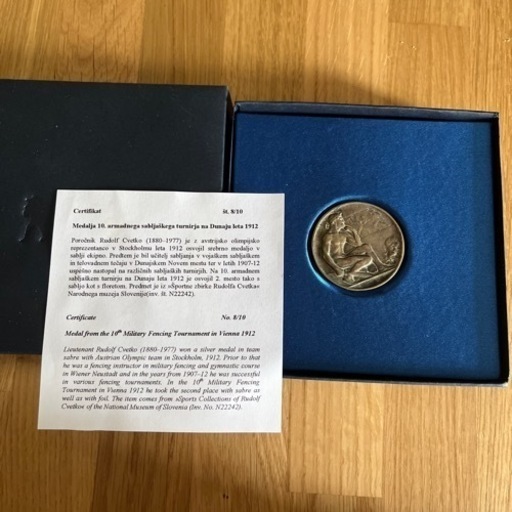 Certifikat št. 8/10
Medalja 10. armadnega sabljaškega turnirja na Dunaju leta 1912
Poročnik Rudolf Cvetko (1880–1977) je z avstrijsko olimpijsko
reprezentanco v Stockholmu leta 1912 osvojil srebrno medaljo v
sablji ekipno. Predtem je bil učitelj sabljanja v vojaškem sabljaškem
in telovadnem tečaju v Dunajskem Novem mestu ter v letih 1907-12
uspešno nastopal na različnih sabljaških turnirjih. Na 10. armadnem
sabljaškem turnirju na Dunaju leta 1912 je osvojil 2. mesto tako s
sabljo kot s floretom. Predmet je iz »Športne zbirke Rudolfa Cvetka«
Narodnega muzeja Slovenije(inv. št. N22242).
Certificate No. 8/10
Medal from the 10th Military Fencing Tournament in Vienna 1912
Lieutenant Rudolf Cvetko (1880–1977) won a silver medal in team
sabre with Austrian Olympic team in Stockholm, 1912. Prior to that
he was a fencing instructor in military fencing and gymnastic course
in Wiener Neustadt and in the years from 1907–12 he was successful
in various fencing tournaments. In the 10th Military Fencing
Tournament in Vienna 1912 he took the second place with sabre as
well as with foil. The item comes from »Sports Collections of Rudolf
Cvetko« of the National Museum of Slovenia (Inv. No. N22242).